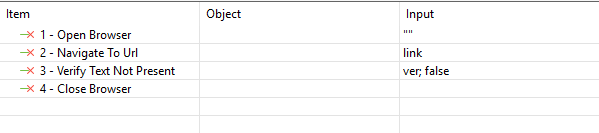 Item Object Input
1 - Open Browser ""
2 - Navigate To Url link
3 - Verify Text Not Present ver; false
4 - Close Browser